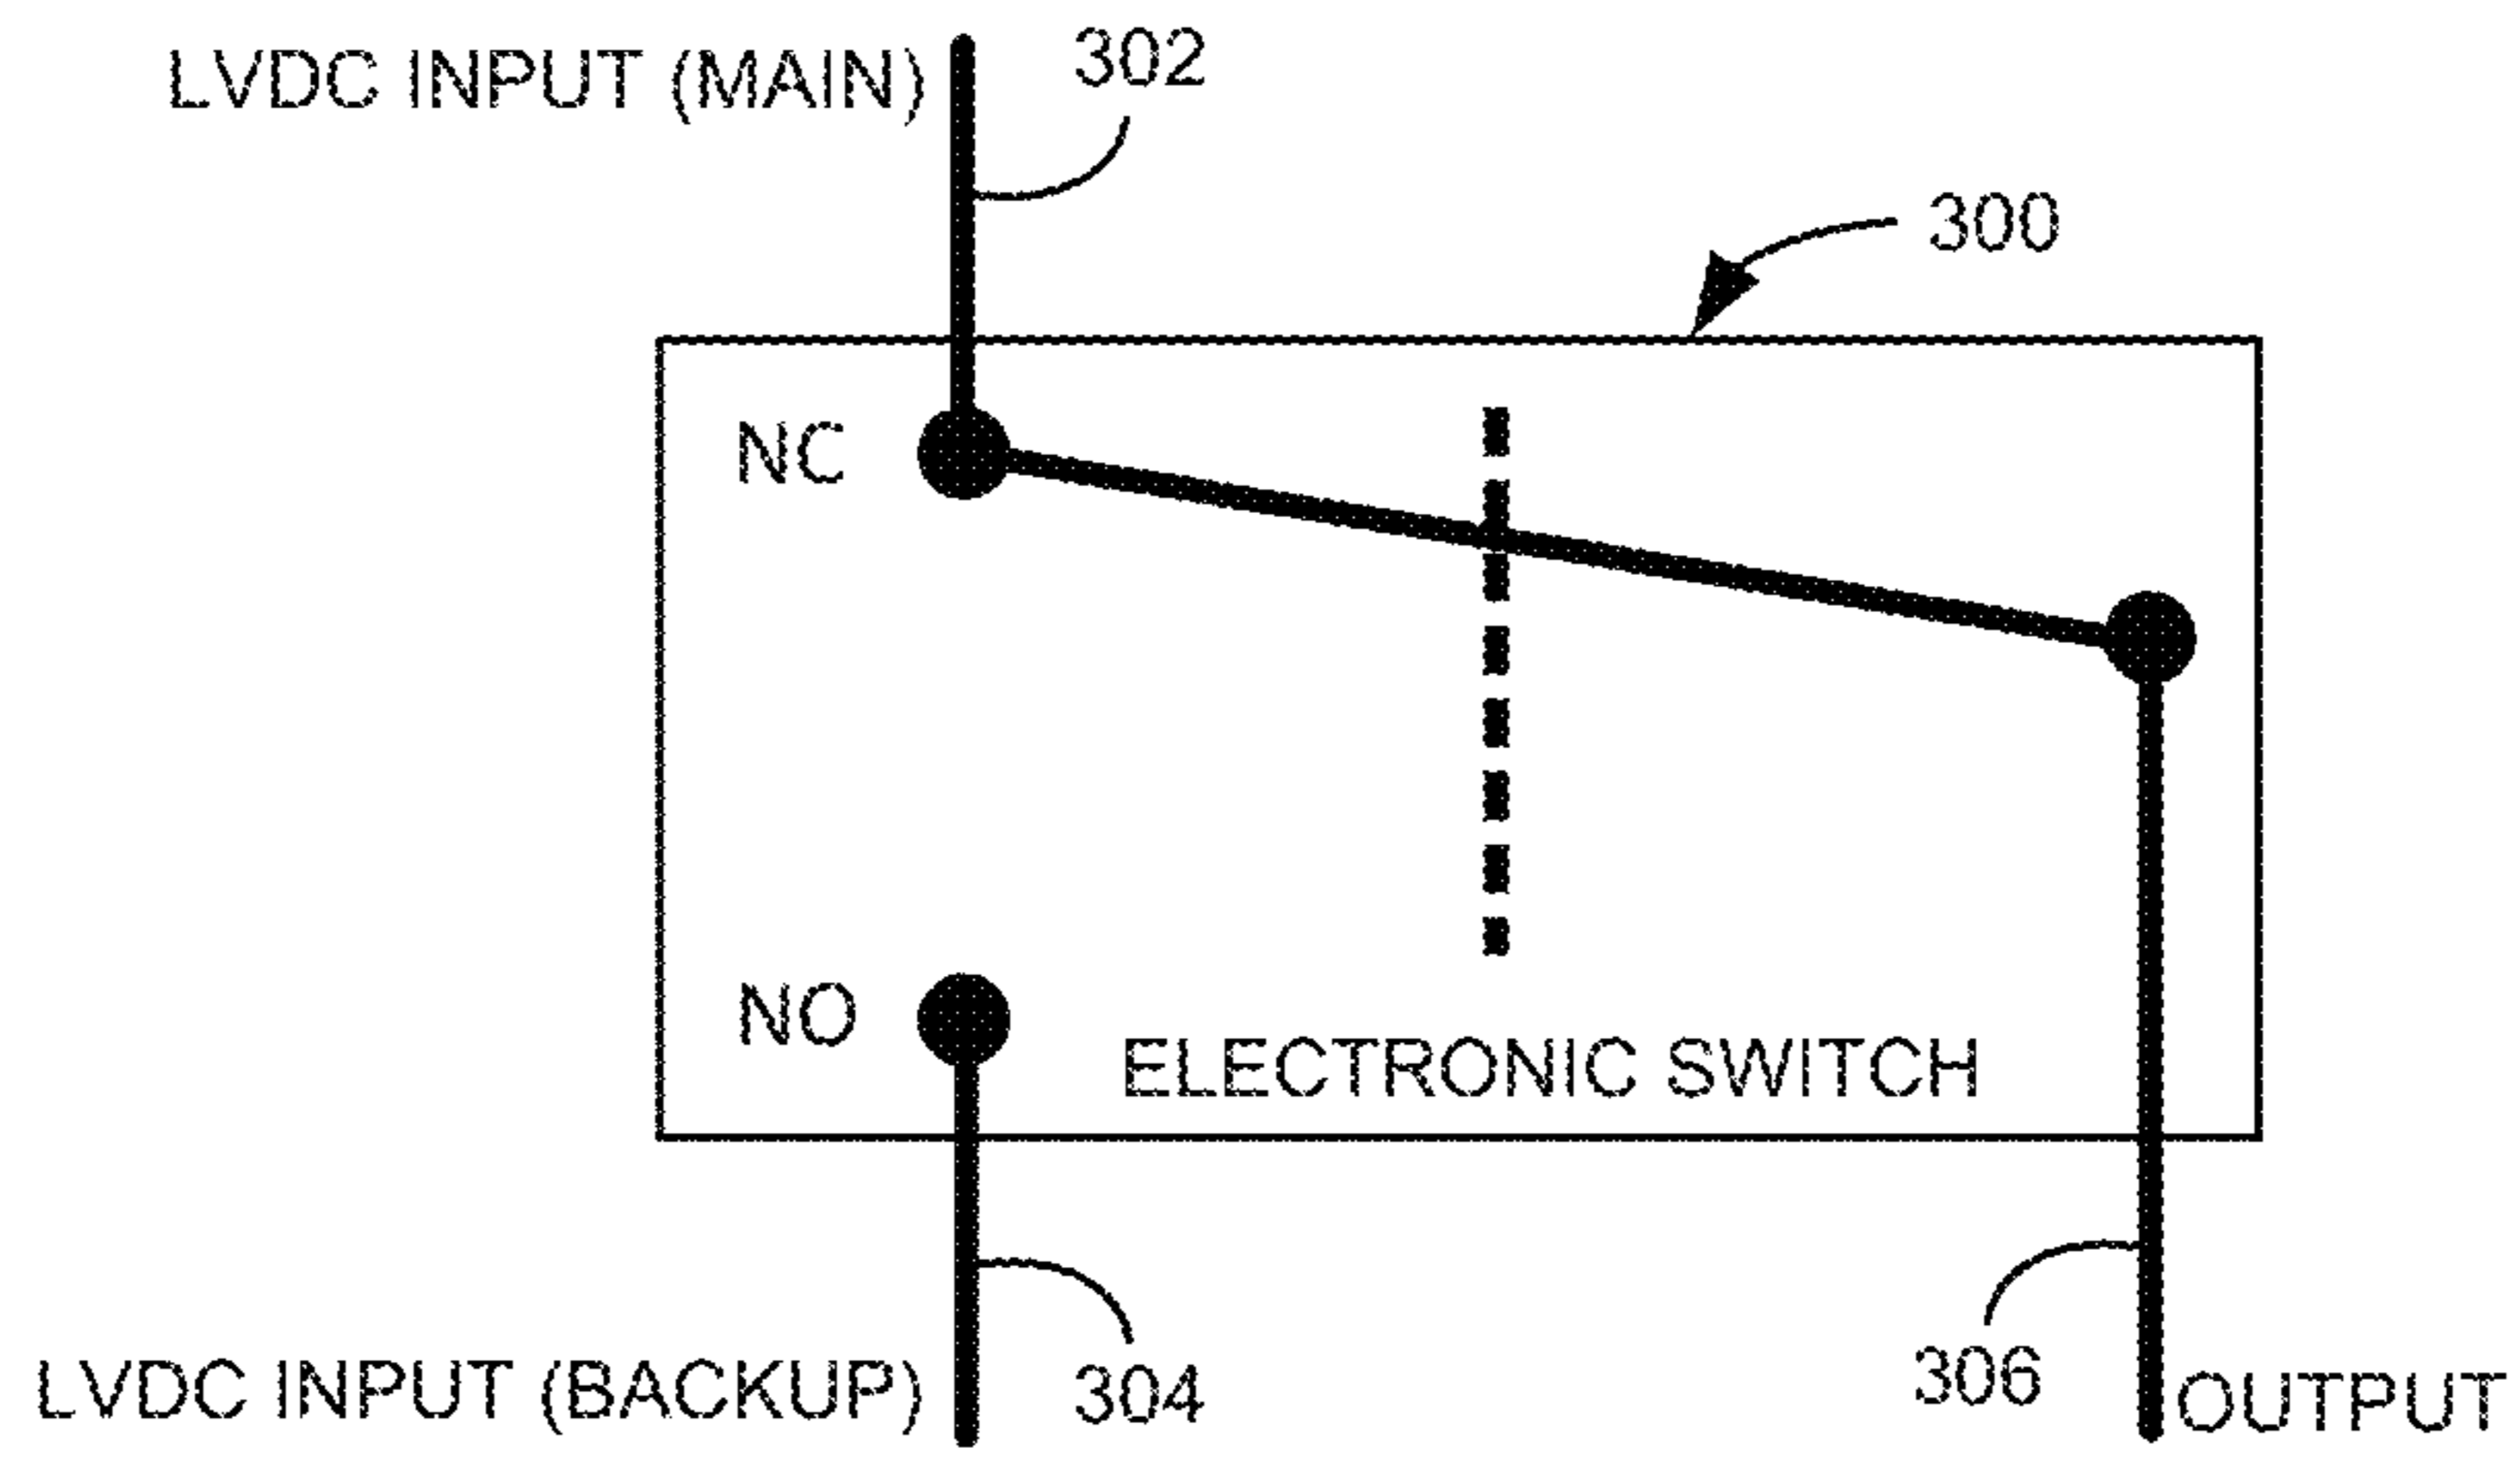 LVDC INPUT (MAIN)
302
300
NC
NO
ELECTRONIC SWITCH
LVDC INPUT (BACKUP)
304
306
OUTPUT